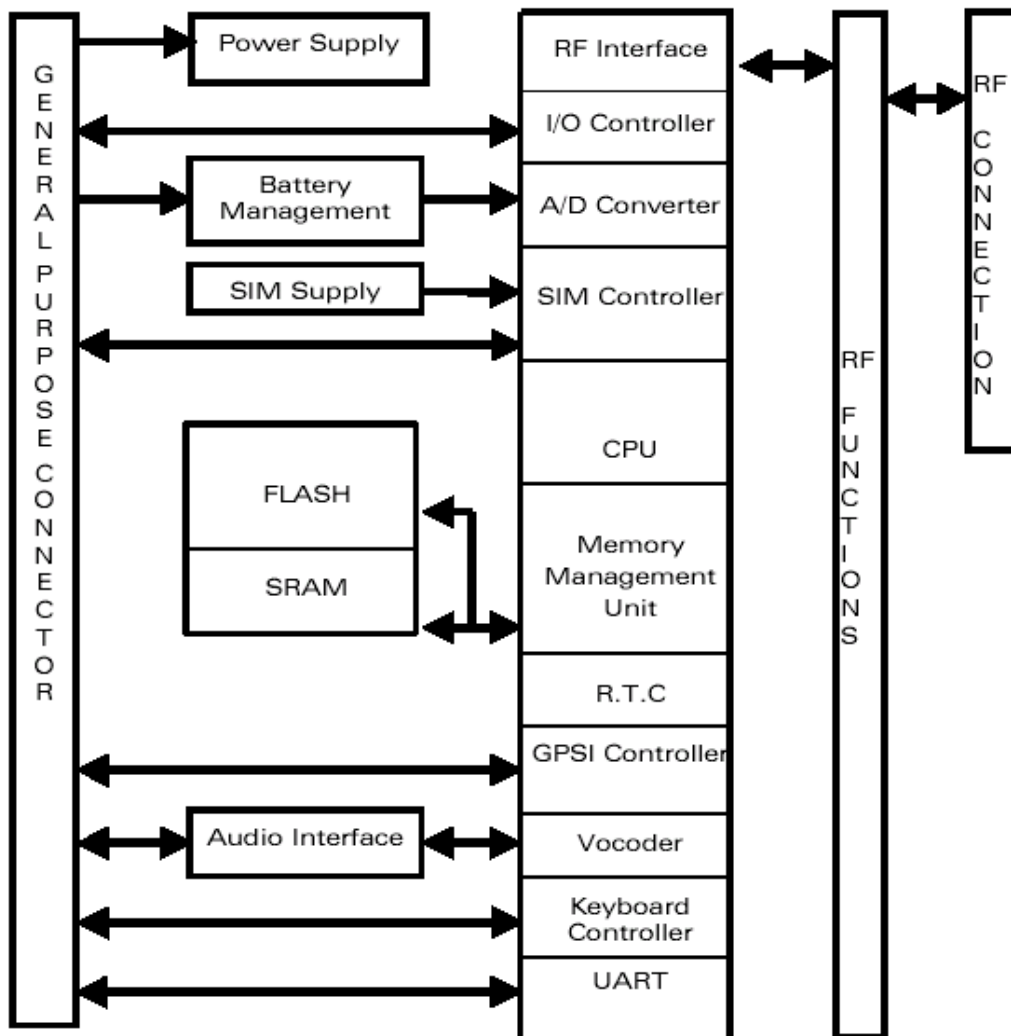 GENERAL PURPOSE CONNECTOR
Power Supply
Battery
Management
SIM Supply
FLASH
SRAM
Audio Interface
RF Interface
I/O Controller
A/D Converter
SIM Controller
CPU
Memory
Management
Unit
R.T.C
GPSI Controller
Vocoder
Keyboard
Controller
UART
RF FUNCTIONS
RF CONNECTION